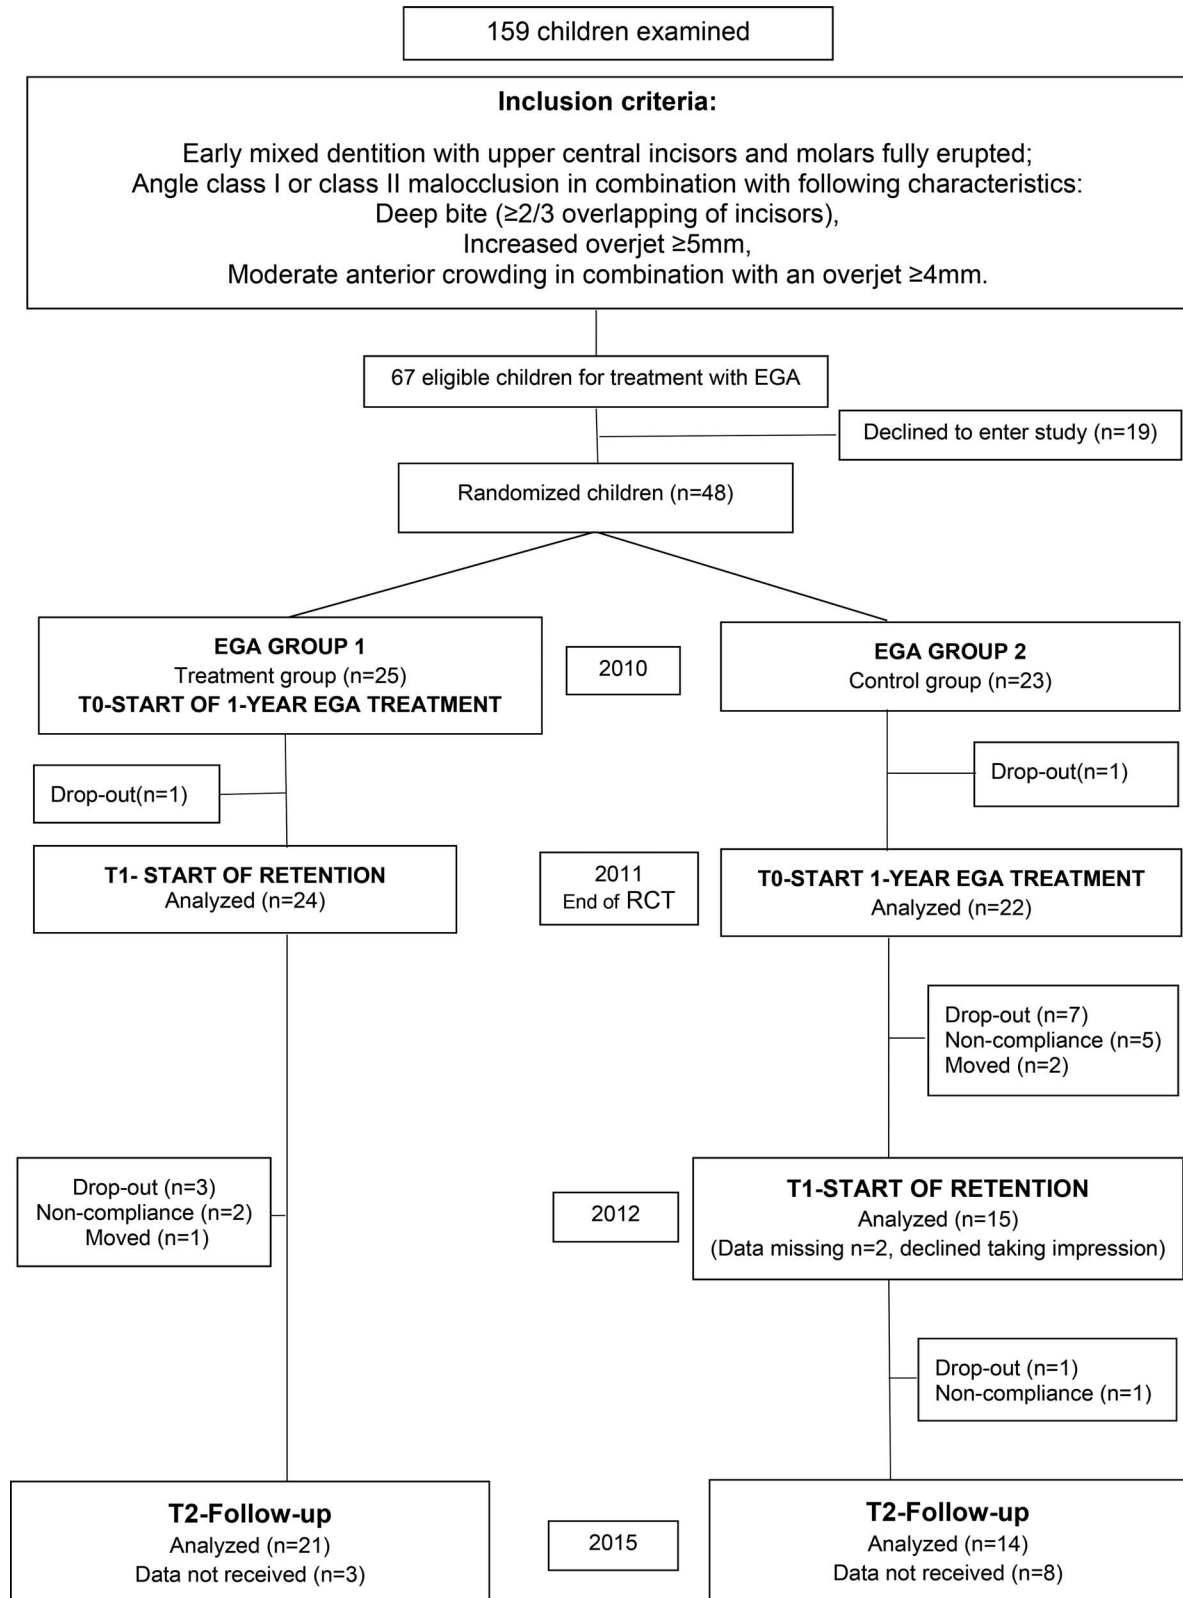 159 children examined
Inclusion criteria:
Early mixed dentition with upper central incisors and molars fully erupted;
Angle class I or class II malocclusion in combination with following characteristics:
Deep bite (≥2/3 overlapping of incisors),
Increased overjet ≥5mm,
Moderate anterior crowding in combination with an overjet ≥4mm.
67 eligible children for treatment with EGA
Declined to enter study (n=19)
Randomized children (n=48)
EGA GROUP 1
Treatment group (n=25)
T0-START OF 1-YEAR EGA TREATMENT
2010
EGA GROUP 2
Control group (n=23)
Drop-out(n=1)
Drop-out(n=1)
T1- START OF RETENTION
Analyzed (n=24)
2011
End of RCT
T0-START 1-YEAR EGA TREATMENT
Analyzed (n=22)
Drop-out (n=7)
Non-compliance (n=5)
Moved (n=2)
Drop-out (n=3)
Non-compliance (n=2)
Moved (n=1)
2012
T1-START OF RETENTION
Analyzed (n=15)
(Data missing n=2, declined taking impression)
Drop-out (n=1)
Non-compliance (n=1)
T2-Follow-up
Analyzed (n=21)
Data not received (n=3)
2015
T2-Follow-up
Analyzed (n=14)
Data not received (n=8)